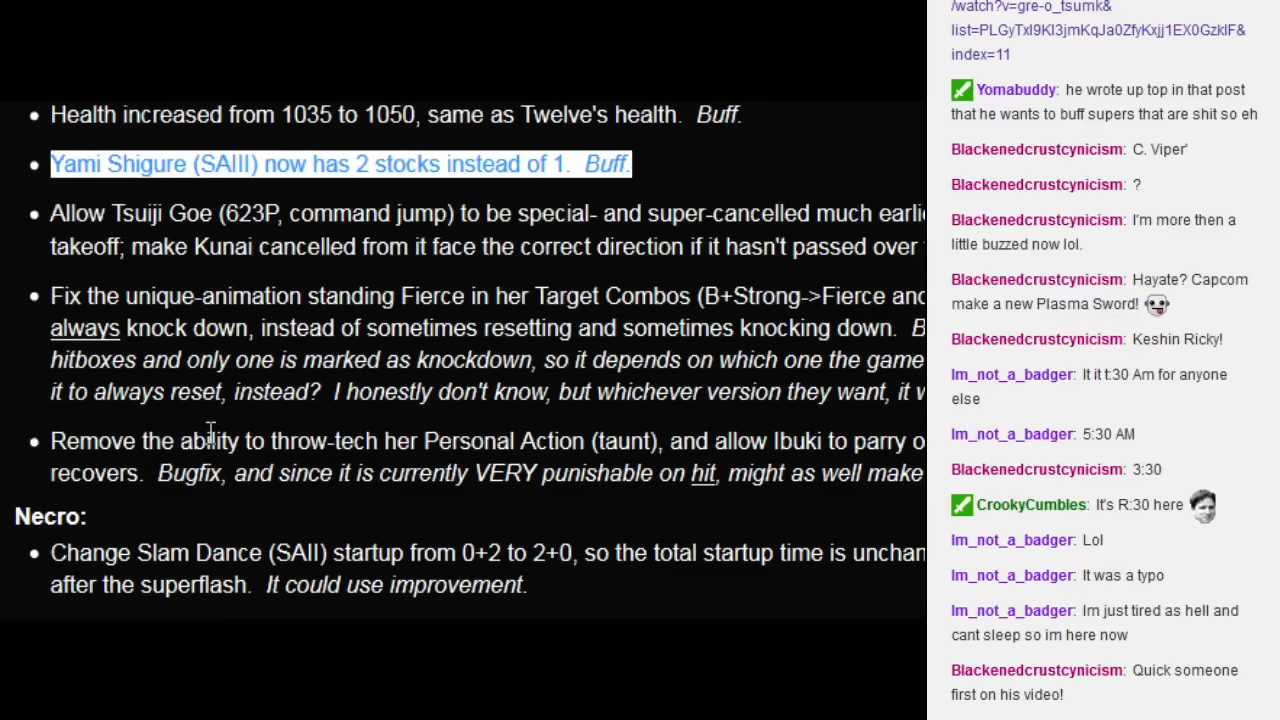 Health increased from 1035 to 1050, same as Twelve's health. Buff.
Yami Shigure (SAIII) now has 2 stocks instead of 1. Buff.
Allow Tsuiji Goe (623P, command jump) to be special- and super-cancelled much
takeoff; make Kunai cancelled from it face the correct direction if it hasn't passed over
Fix the unique-animation standing Fierce in her Target Combos (B+Strong->Fierce
always knock down, instead of sometimes resetting and sometimes knocking down.
hitboxes and only one is marked as knockdown, so it depends on which one the game
it to always reset, instead? I honestly don't know, but whichever version they want, it
Remove the ability to throw-tech her Personal Action (taunt), and allow Ibuki to parry
recovers. Bugfix, and since it is currently VERY punishable on hit, might as well make
Necro:
Change Slam Dance (SAII) startup from 0+2 to 2+0, so the total startup time is
after the superflash. It could use improvement.
/watch?v=gre-o_tsumk&
list=PLGyTxI9KI3jmKqJa0ZfyKxjj1EX0GzklF&
index=11
Yomabuddy: he wrote up top in that post
that he wants to buff supers that are shit so eh
Blackenedcrustcynicism: C. Viper'
Blackenedcrustcynicism: ?
Blackenedcrustcynicism: I'm more then a
little buzzed now lol.
Blackenedcrustcynicism: Hayate? Capcom
make a new Plasma Sword!
Blackenedcrustcynicism: Keshin Ricky!
Im_not_a_badger: It it t:30 Am for anyone
else
Im_not_a_badger: 5:30 AM
Blackenedcrustcynicism: 3:30
CrookyCumbles: It's R:30 here
Im_not_a_badger: Lol
Im_not_a_badger: It was a typo
Im_not_a_badger: Im just tired as hell and
cant sleep so im here now
Blackenedcrustcynicism: Quick someone
first on his video!